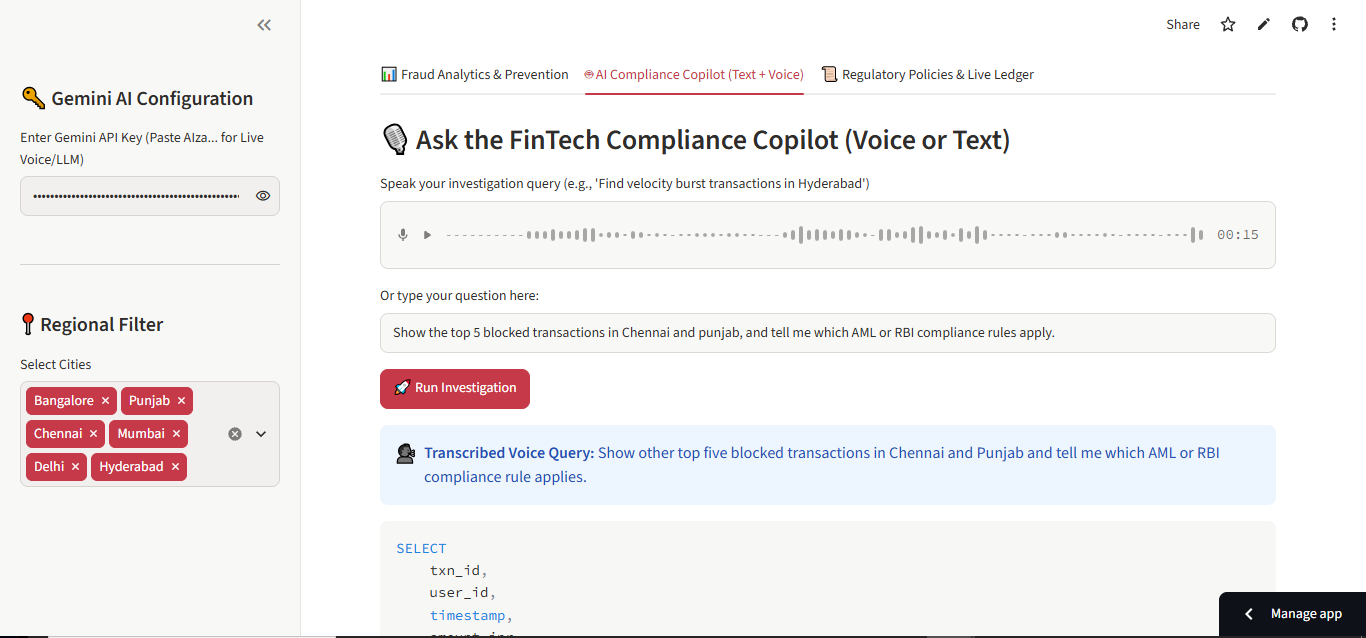 Share
Gemini AI Configuration
Enter Gemini API Key (Paste AIza... for Live
Voice/LLM)
Regional Filter
Select Cities
Bangalore × Punjab ×
Chennai × Mumbai ×
Delhi × Hyderabad ×
Fraud Analytics & Prevention AI Compliance Copilot (Text + Voice) Regulatory Policies & Live Ledger
Ask the FinTech Compliance Copilot (Voice or Text)
Speak your investigation query (e.g., 'Find velocity burst transactions in Hyderabad')
00:15
Or type your question here:
Show the top 5 blocked transactions in Chennai and punjab, and tell me which AML or RBI compliance rules apply.
Run Investigation
Transcribed Voice Query: Show other top five blocked transactions in Chennai and Punjab and tell me which AML or RBI
compliance rule applies.
SELECT
txn_id,
user_id,
timestamp,
Manage app